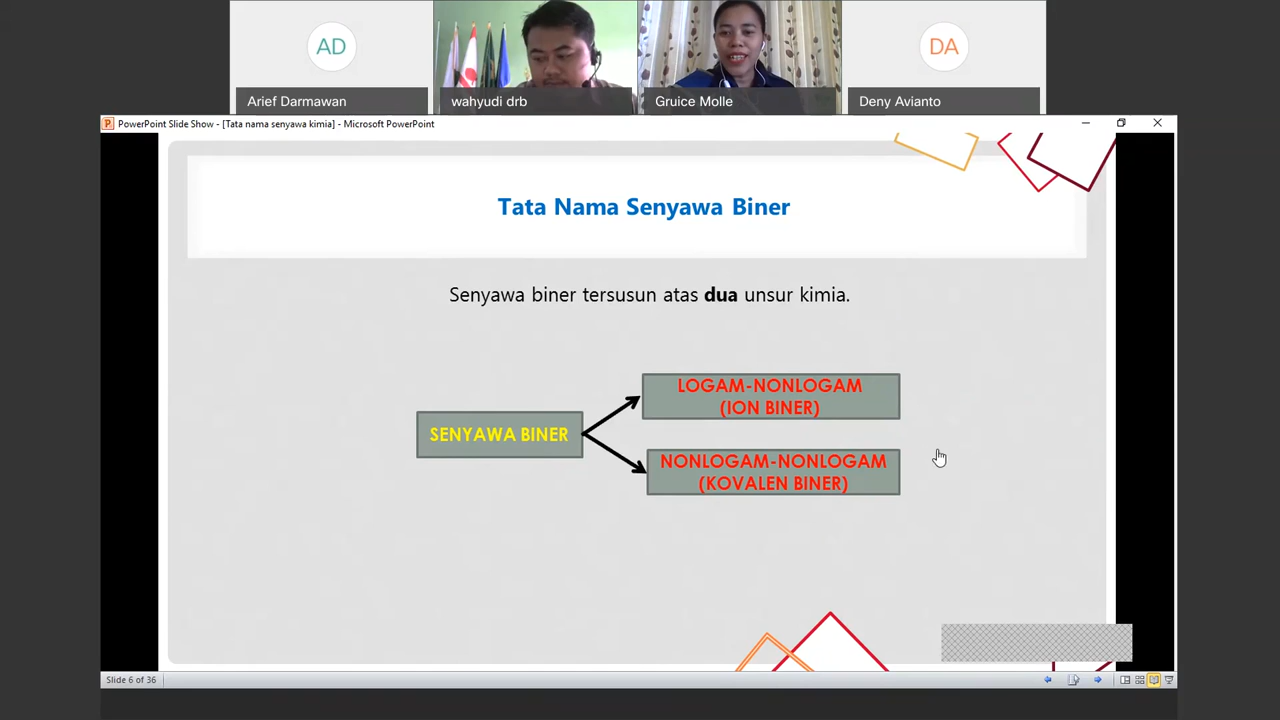 AD
DA
Arief Darmawan
wahyudi drb
Gruice Molle
Deny Avianto
PowerPoint Slide Show - [Tata nama senyawa kimia] - Microsoft PowerPoint
Tata Nama Senyawa Biner
Senyawa biner tersusun atas dua unsur kimia.
LOGAM-NONLOGAM
(ION BINER)
SENYAWA BINER
NONLOGAM-NONLOGAM
(KOVALEN BINER)
Slide 6 of 36